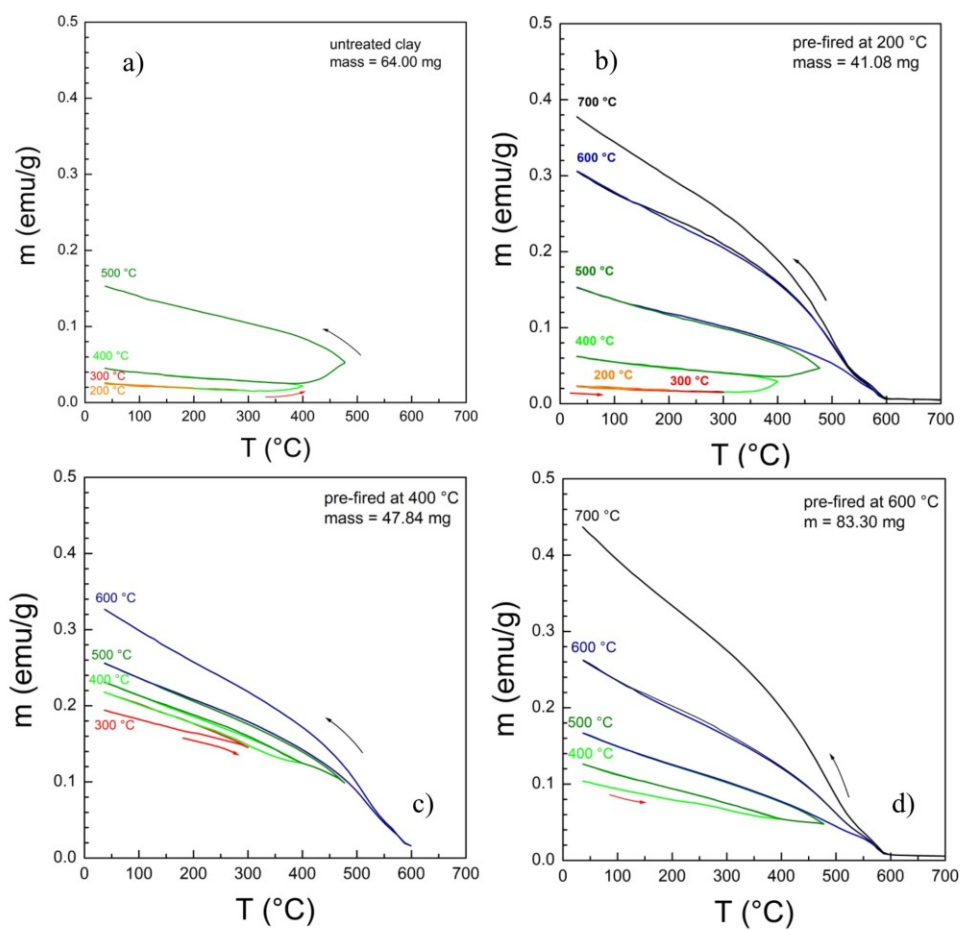 a)
untreated clay
mass = 64.00 mg
0.5
0.4
0.3
0.2
0.1
0.0
m (emu/g)
500 °C
400 °C
300 °C
200 °C
0 100 200 300 400 500 600 700
T (°C)
b)
pre-fired at 200 °C
mass = 41.08 mg
0.5
0.4
0.3
0.2
0.1
0.0
m (emu/g)
700 °C
600 °C
500 °C
400 °C
200 °C 300 °C
0 100 200 300 400 500 600 700
T (°C)
pre-fired at 400 °C
mass = 47.84 mg
0.5
0.4
0.3
0.2
0.1
0.0
m (emu/g)
600 °C
500 °C
400 °C
300 °C
c)
0 100 200 300 400 500 600 700
T (°C)
pre-fired at 600 °C
m = 83.30 mg
0.5
0.4
0.3
0.2
0.1
0.0
m (emu/g)
700 °C
600 °C
500 °C
400 °C
d)
0 100 200 300 400 500 600 700
T (°C)